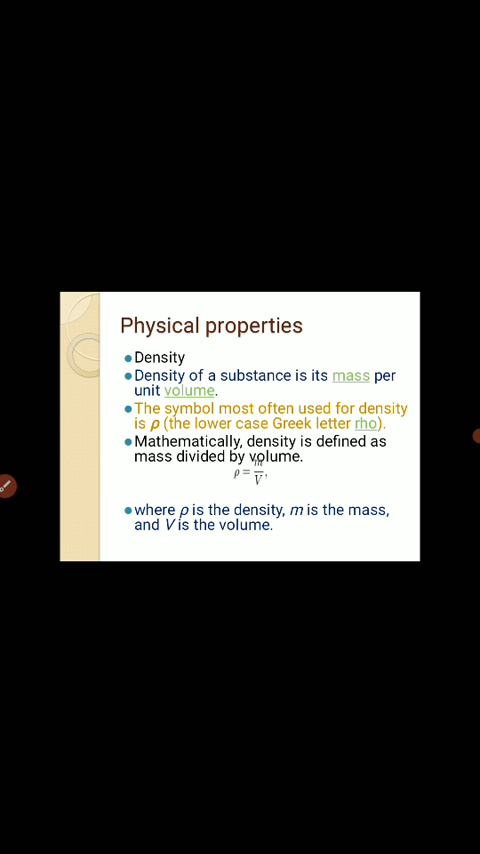 Physical properties
Density
Density of a substance is its mass per
unit volume.
The symbol most often used for density
is ρ (the lower case Greek letter rho).
Mathematically, density is defined as
mass divided by volume.
ρ = m/V,
where ρ is the density, m is the mass,
and V is the volume.